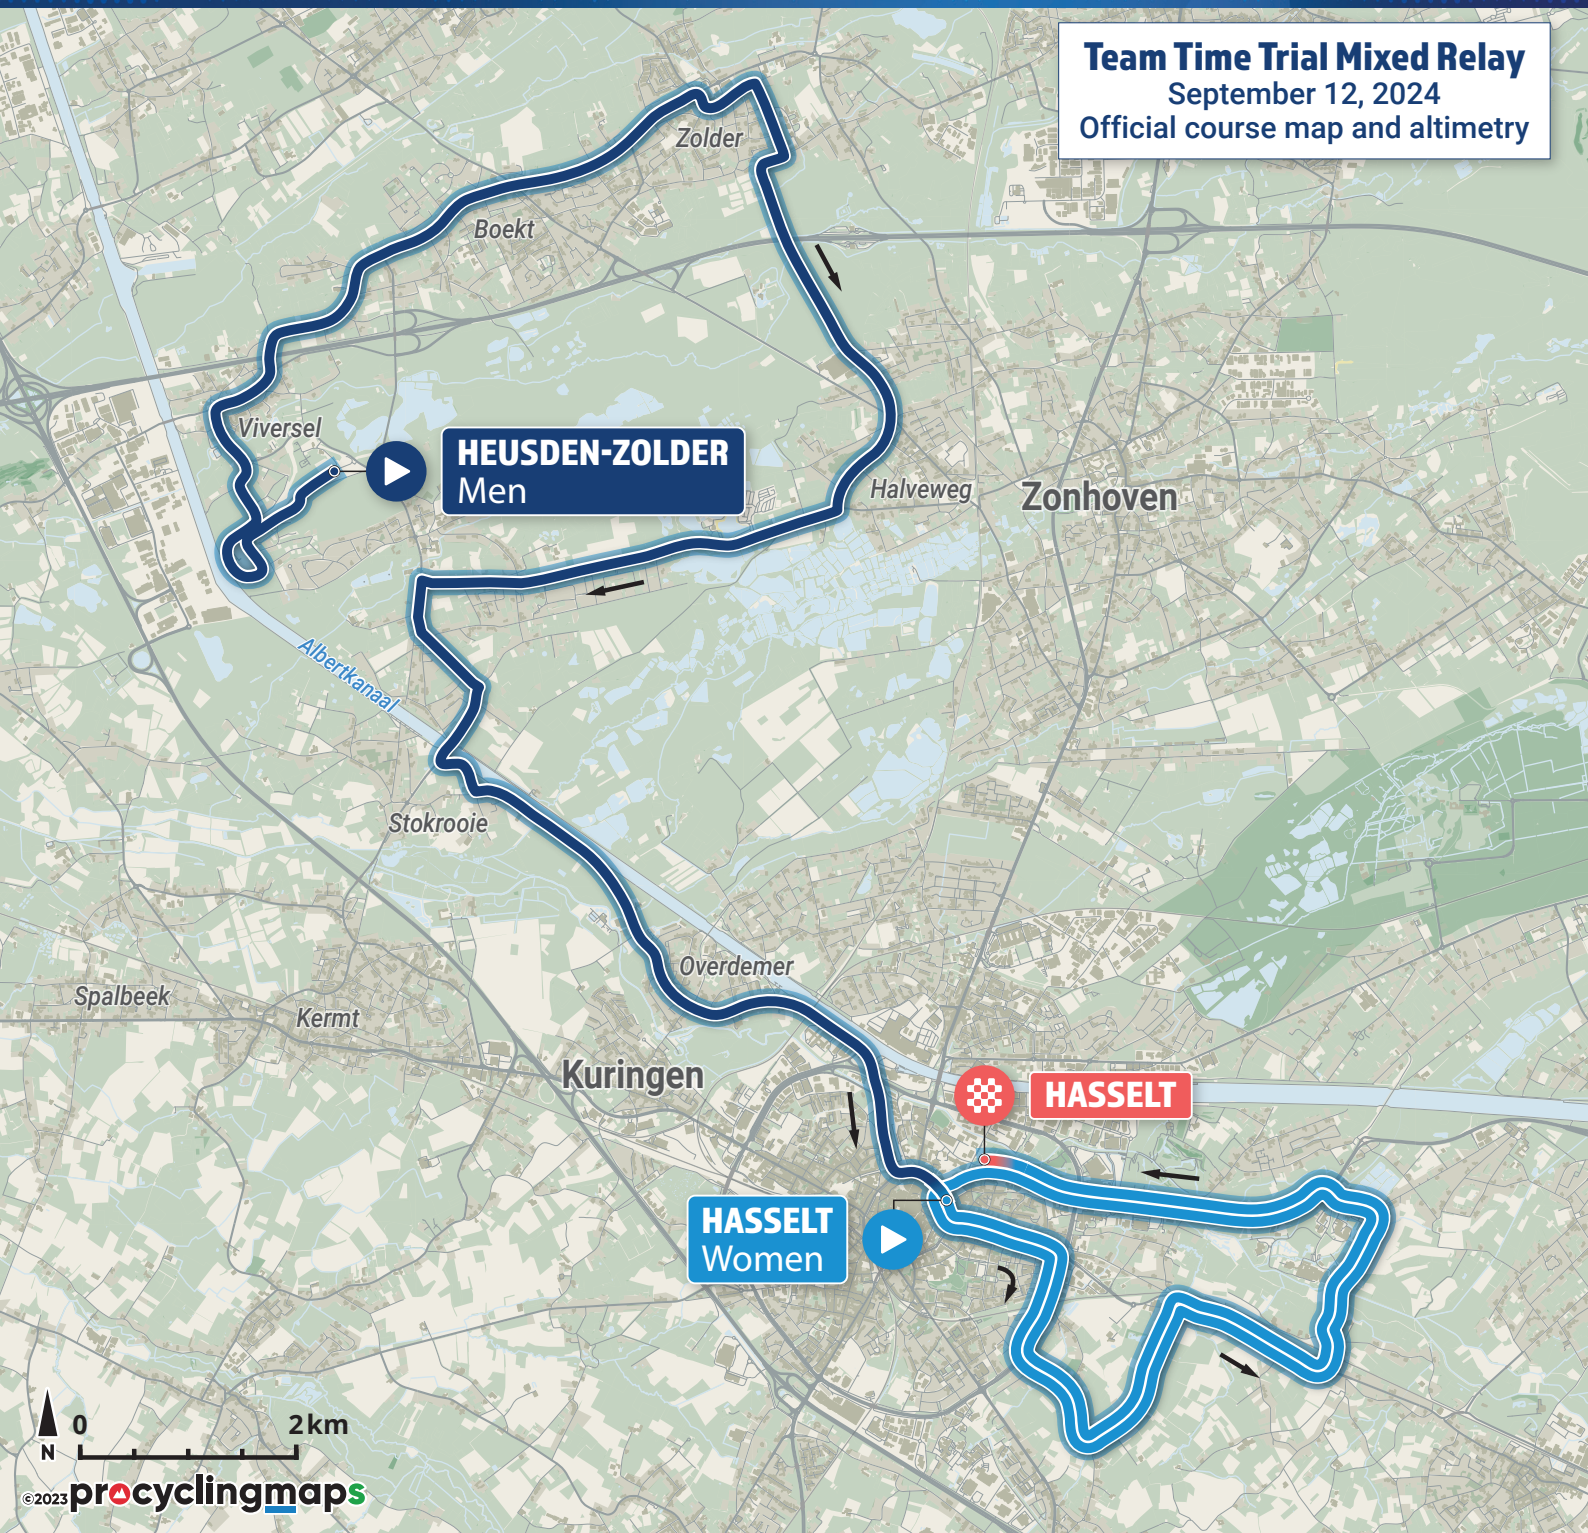 Team Time Trial Mixed Relay
September 12, 2024
Official course map and altimetry
Zolder
Boekt
Viversel
HEUSDEN-ZOLDER
Men
Halveweg
Zonhoven
Albertkanaal
Stokrooie
Overdemer
Spalbeek
Kermt
Kuringen
HASSELT
HASSELT
Women
0 2 km
N
©2023 procyclingmaps